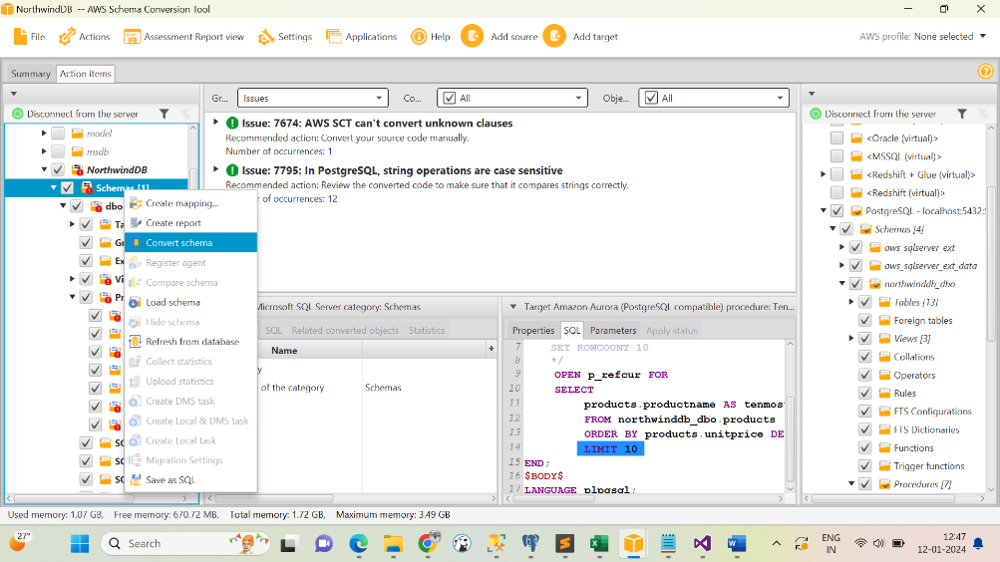 NorthwindDB -- AWS Schema Conversion Tool
File
Actions
Assessment Report view
Settings
Applications
Help
Add source
Add target
AWS profile: None selected
Summary
Action items
Disconnect from the server
model
msdb
NorthwindDB
Schemas [1]
dbo
Ta
Gr
Ex
Vi
Pr
SC
SC
SC
Create mapping...
Create report
Convert schema
Register agent
Compare schema
Load schema
Hide schema
Refresh from database
Collect statistics
Upload statistics
Create DMS task
Create Local & DMS task
Create Local task
Migration Settings
Save as SQL
Gr... Issues
Co... All
Obje... All
Issue: 7674: AWS SCT can't convert unknown clauses
Recommended action: Convert your source code manually.
Number of occurrences: 1
Issue: 7795: In PostgreSQL, string operations are case sensitive
Recommended action: Review the converted code to make sure that it compares strings correctly.
of occurrences: 12
Microsoft SQL Server category: Schemas
SQL Related converted objects Statistics
Name
y
of the category Schemas
Target Amazon Aurora (PostgreSQL compatible) procedure: Ten...
Properties SQL Parameters Apply status
7 SET ROWCOUNT 10
8 */
9 OPEN p_refcur FOR
10 SELECT
11 products.productname AS tenmos
12 FROM northwinddb_dbo.products
13 ORDER BY products.unitprice DE
14 LIMIT 10
15 END;
16 $BODY$
17 LANGUAGE plpgsql;
Disconnect from the server
<Oracle (virtual)>
<MSSQL (virtual)>
<Redshift + Glue (virtual)>
<Redshift (virtual)>
PostgreSQL - localhost:5432:
Schemas [4]
aws_sqlserver_ext
aws_sqlserver_ext_data
northwinddb_dbo
Tables [13]
Foreign tables
Views [3]
Collations
Operators
Rules
FTS Configurations
FTS Dictionaries
Functions
Trigger functions
Procedures [7]
Used memory: 1.07 GB, Free memory: 670.72 MB, Total memory: 1.72 GB, Maximum memory: 3.49 GB
27°
Search
ENG
IN
12:47
12-01-2024